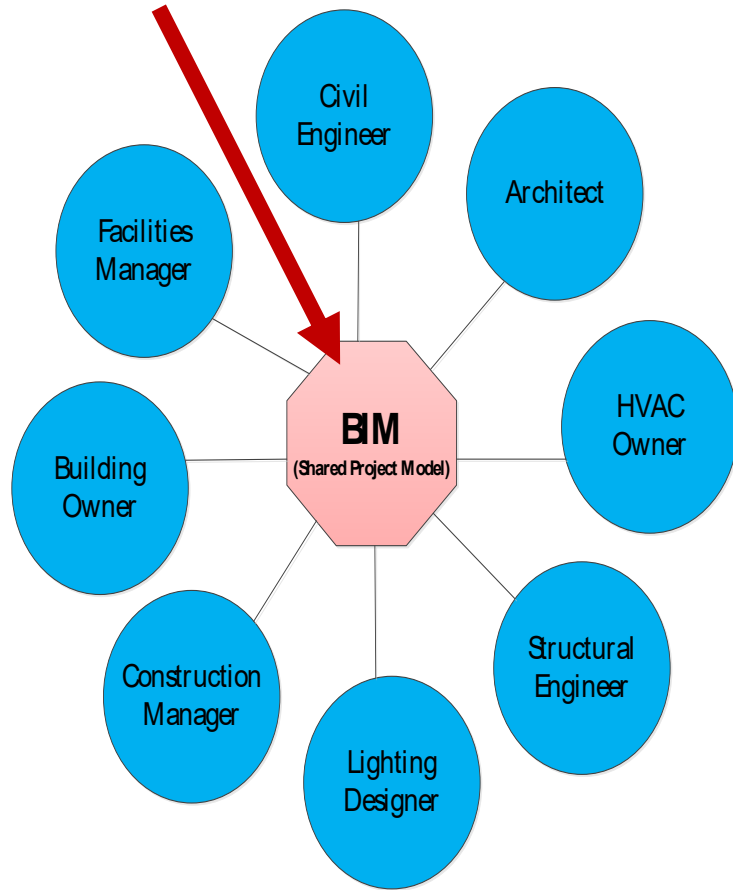 Civil
Engineer
Architect
Facilities
Manager
HVAC
Owner
BIM
(Shared Project Model)
Building
Owner
Structural
Engineer
Construction
Manager
Lighting
Designer